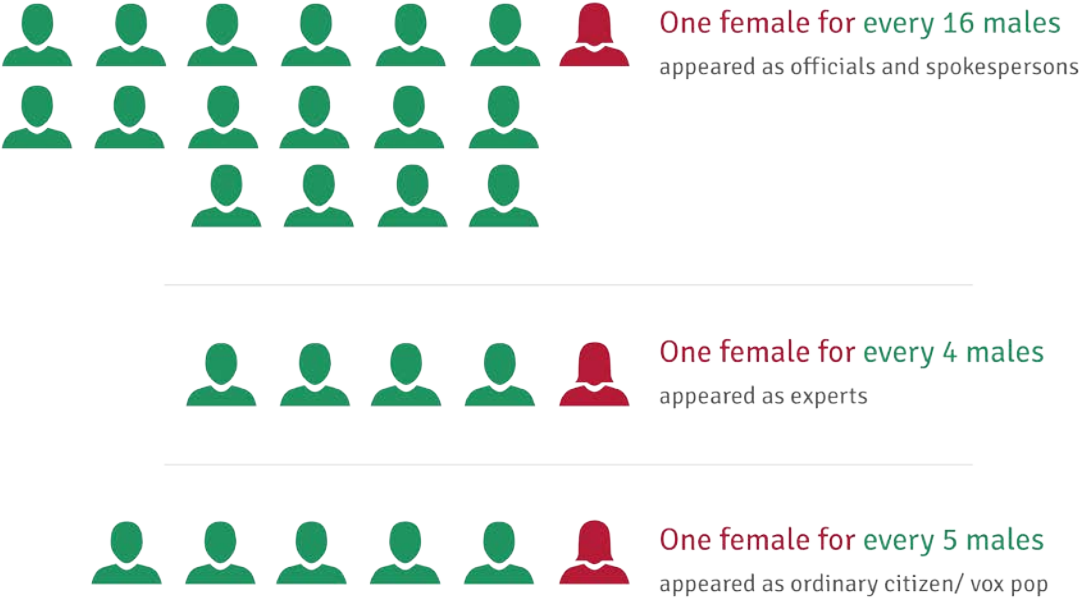 One female for every 16 males
appeared as officials and spokespersons
One female for every 4 males
appeared as experts
One female for every 5 males
appeared as ordinary citizen/ vox pop